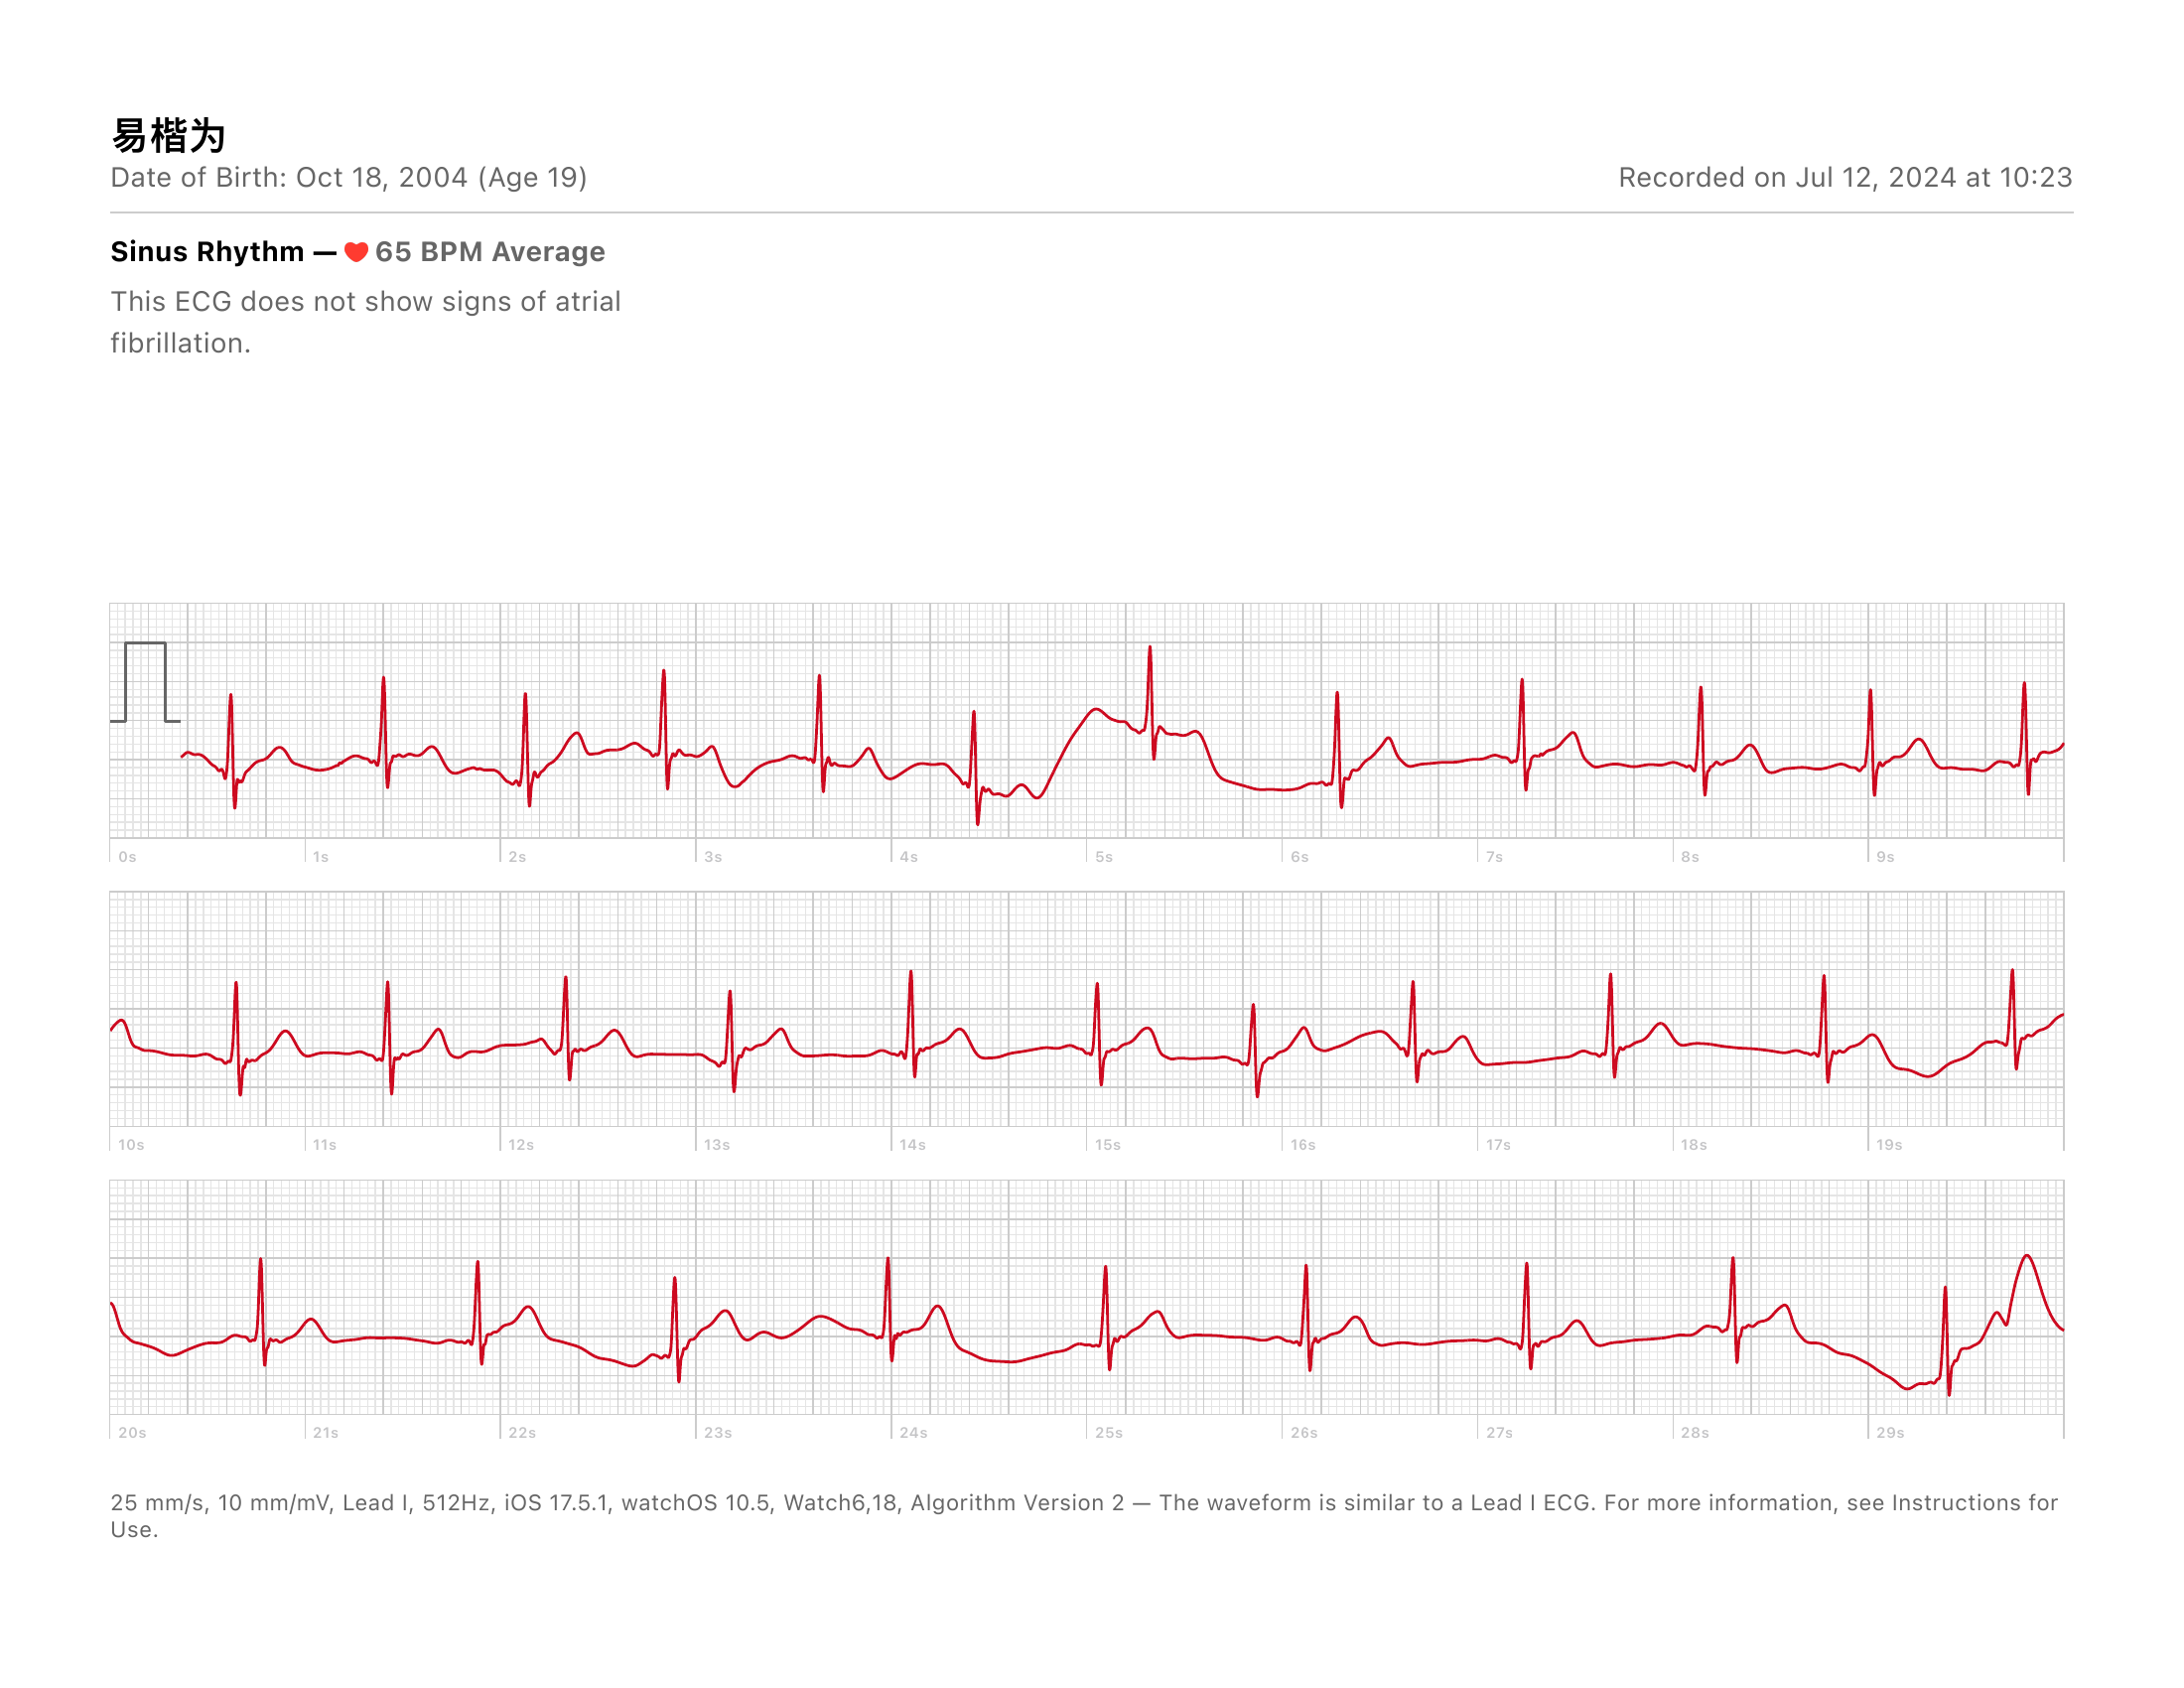 易楷为
Date of Birth: Oct 18, 2004 (Age 19)
Recorded on Jul 12, 2024 at 10:23
Sinus Rhythm — ❤️ 65 BPM Average
This ECG does not show signs of atrial
fibrillation.
0s 1s 2s 3s 4s 5s 6s 7s 8s 9s
10s 11s 12s 13s 14s 15s 16s 17s 18s 19s
20s 21s 22s 23s 24s 25s 26s 27s 28s 29s
25 mm/s, 10 mm/mV, Lead I, 512Hz, iOS 17.5.1, watchOS 10.5, Watch6,18, Algorithm Version 2 — The waveform is similar to a Lead I ECG. For more information, see Instructions for
Use.